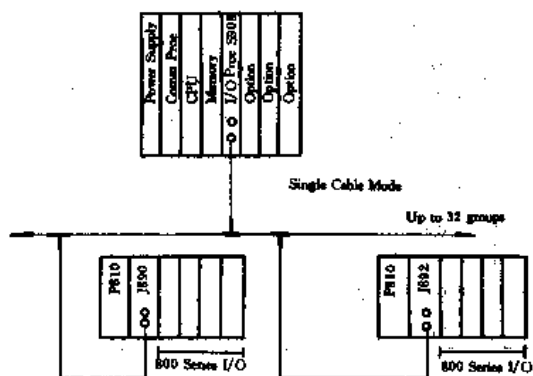 Power Supply
Comm Proc
CPU
Memory
I/O Proc S908
Option
Option
Option
Single Cable Mode
Up to 32 groups
P810
J890
800 Series I/O
P810
J892
800 Series I/O